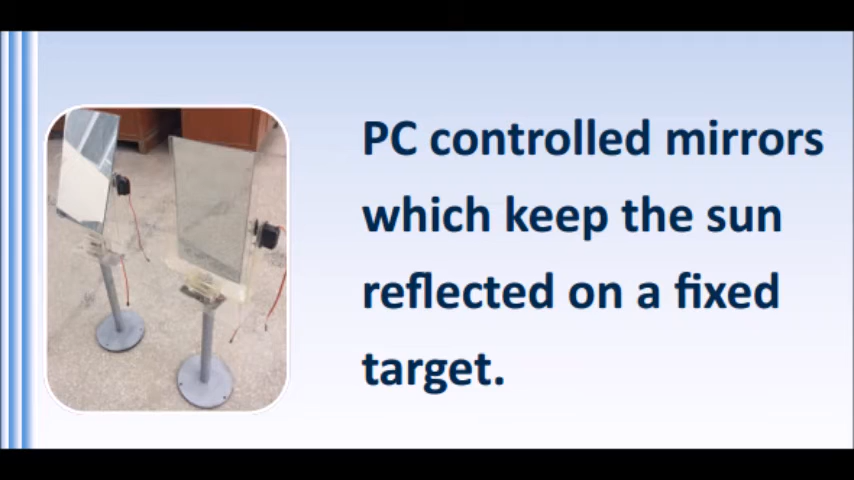 PC controlled mirrors
which keep the sun
reflected on a fixed
target.